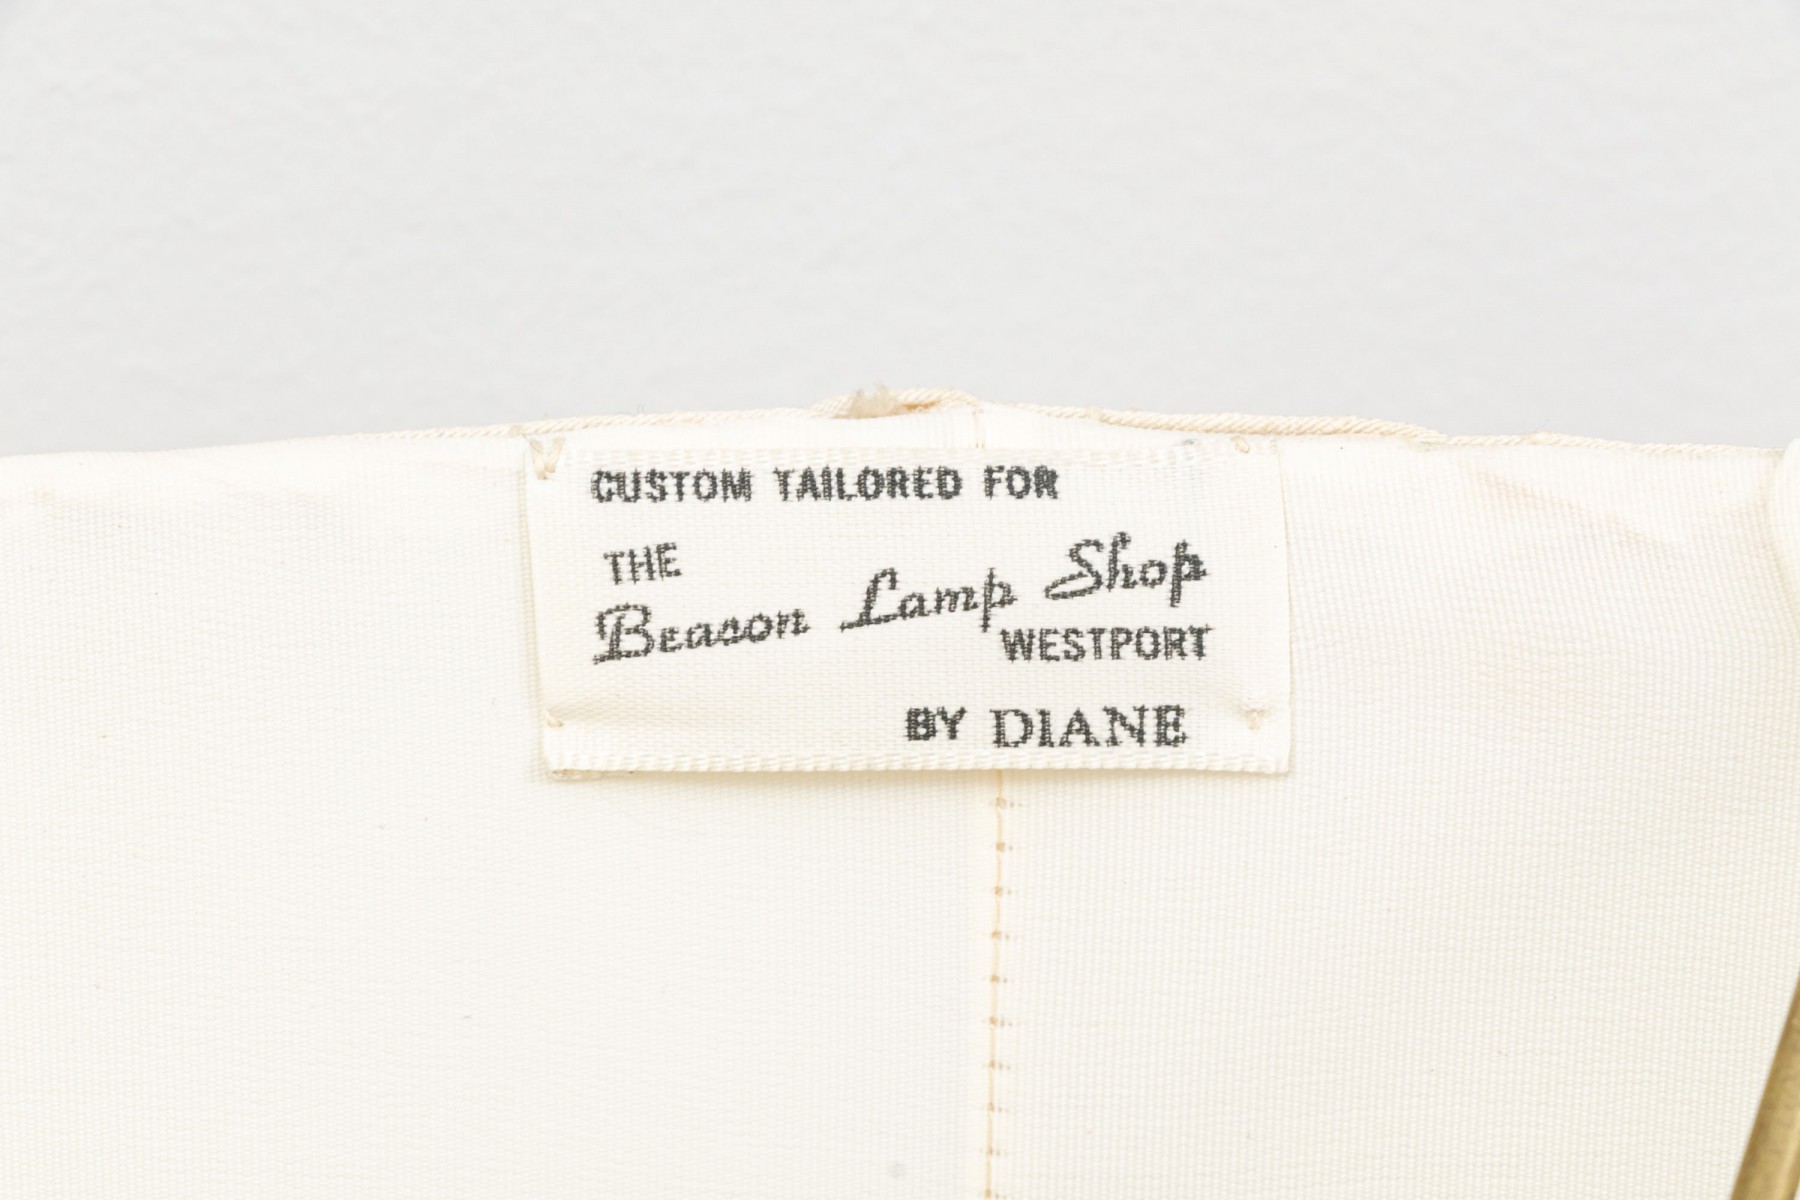 CUSTOM TAILORED FOR
THE
Beacon Lamp Shop
WESTPORT
BY DIANE